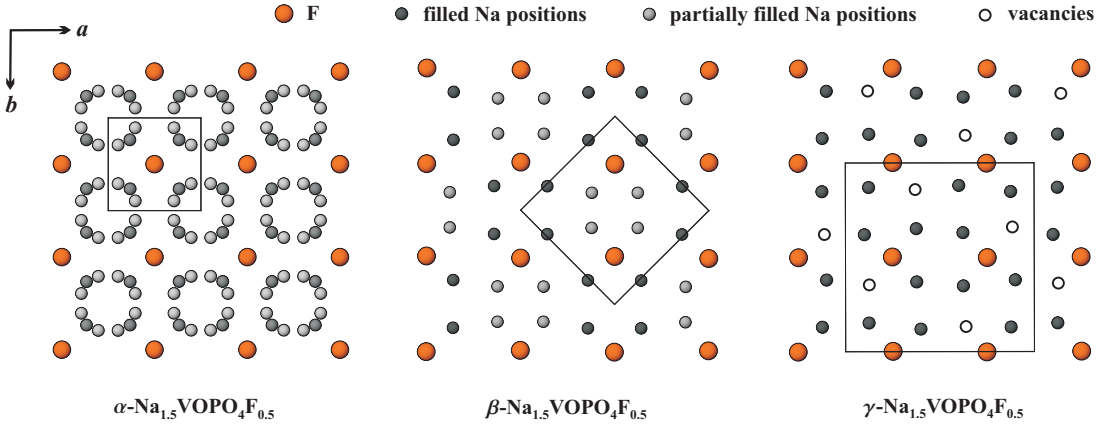 F filled Na positions partially filled Na positions vacancies
a
b
α-Na₁.₅VOPO₄F₀.₅ β-Na₁.₅VOPO₄F₀.₅ γ-Na₁.₅VOPO₄F₀.₅